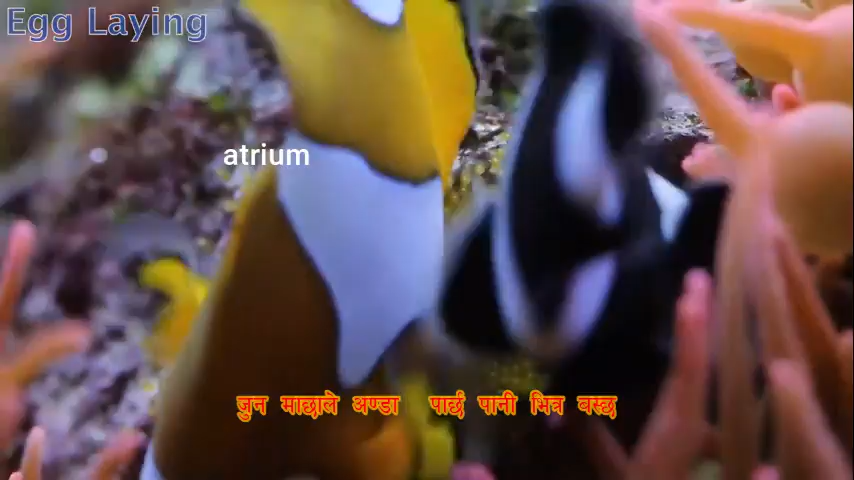 Egg Laying
atrium
जुन माछाले अण्डा पार्छ पानी भित्र बस्छ